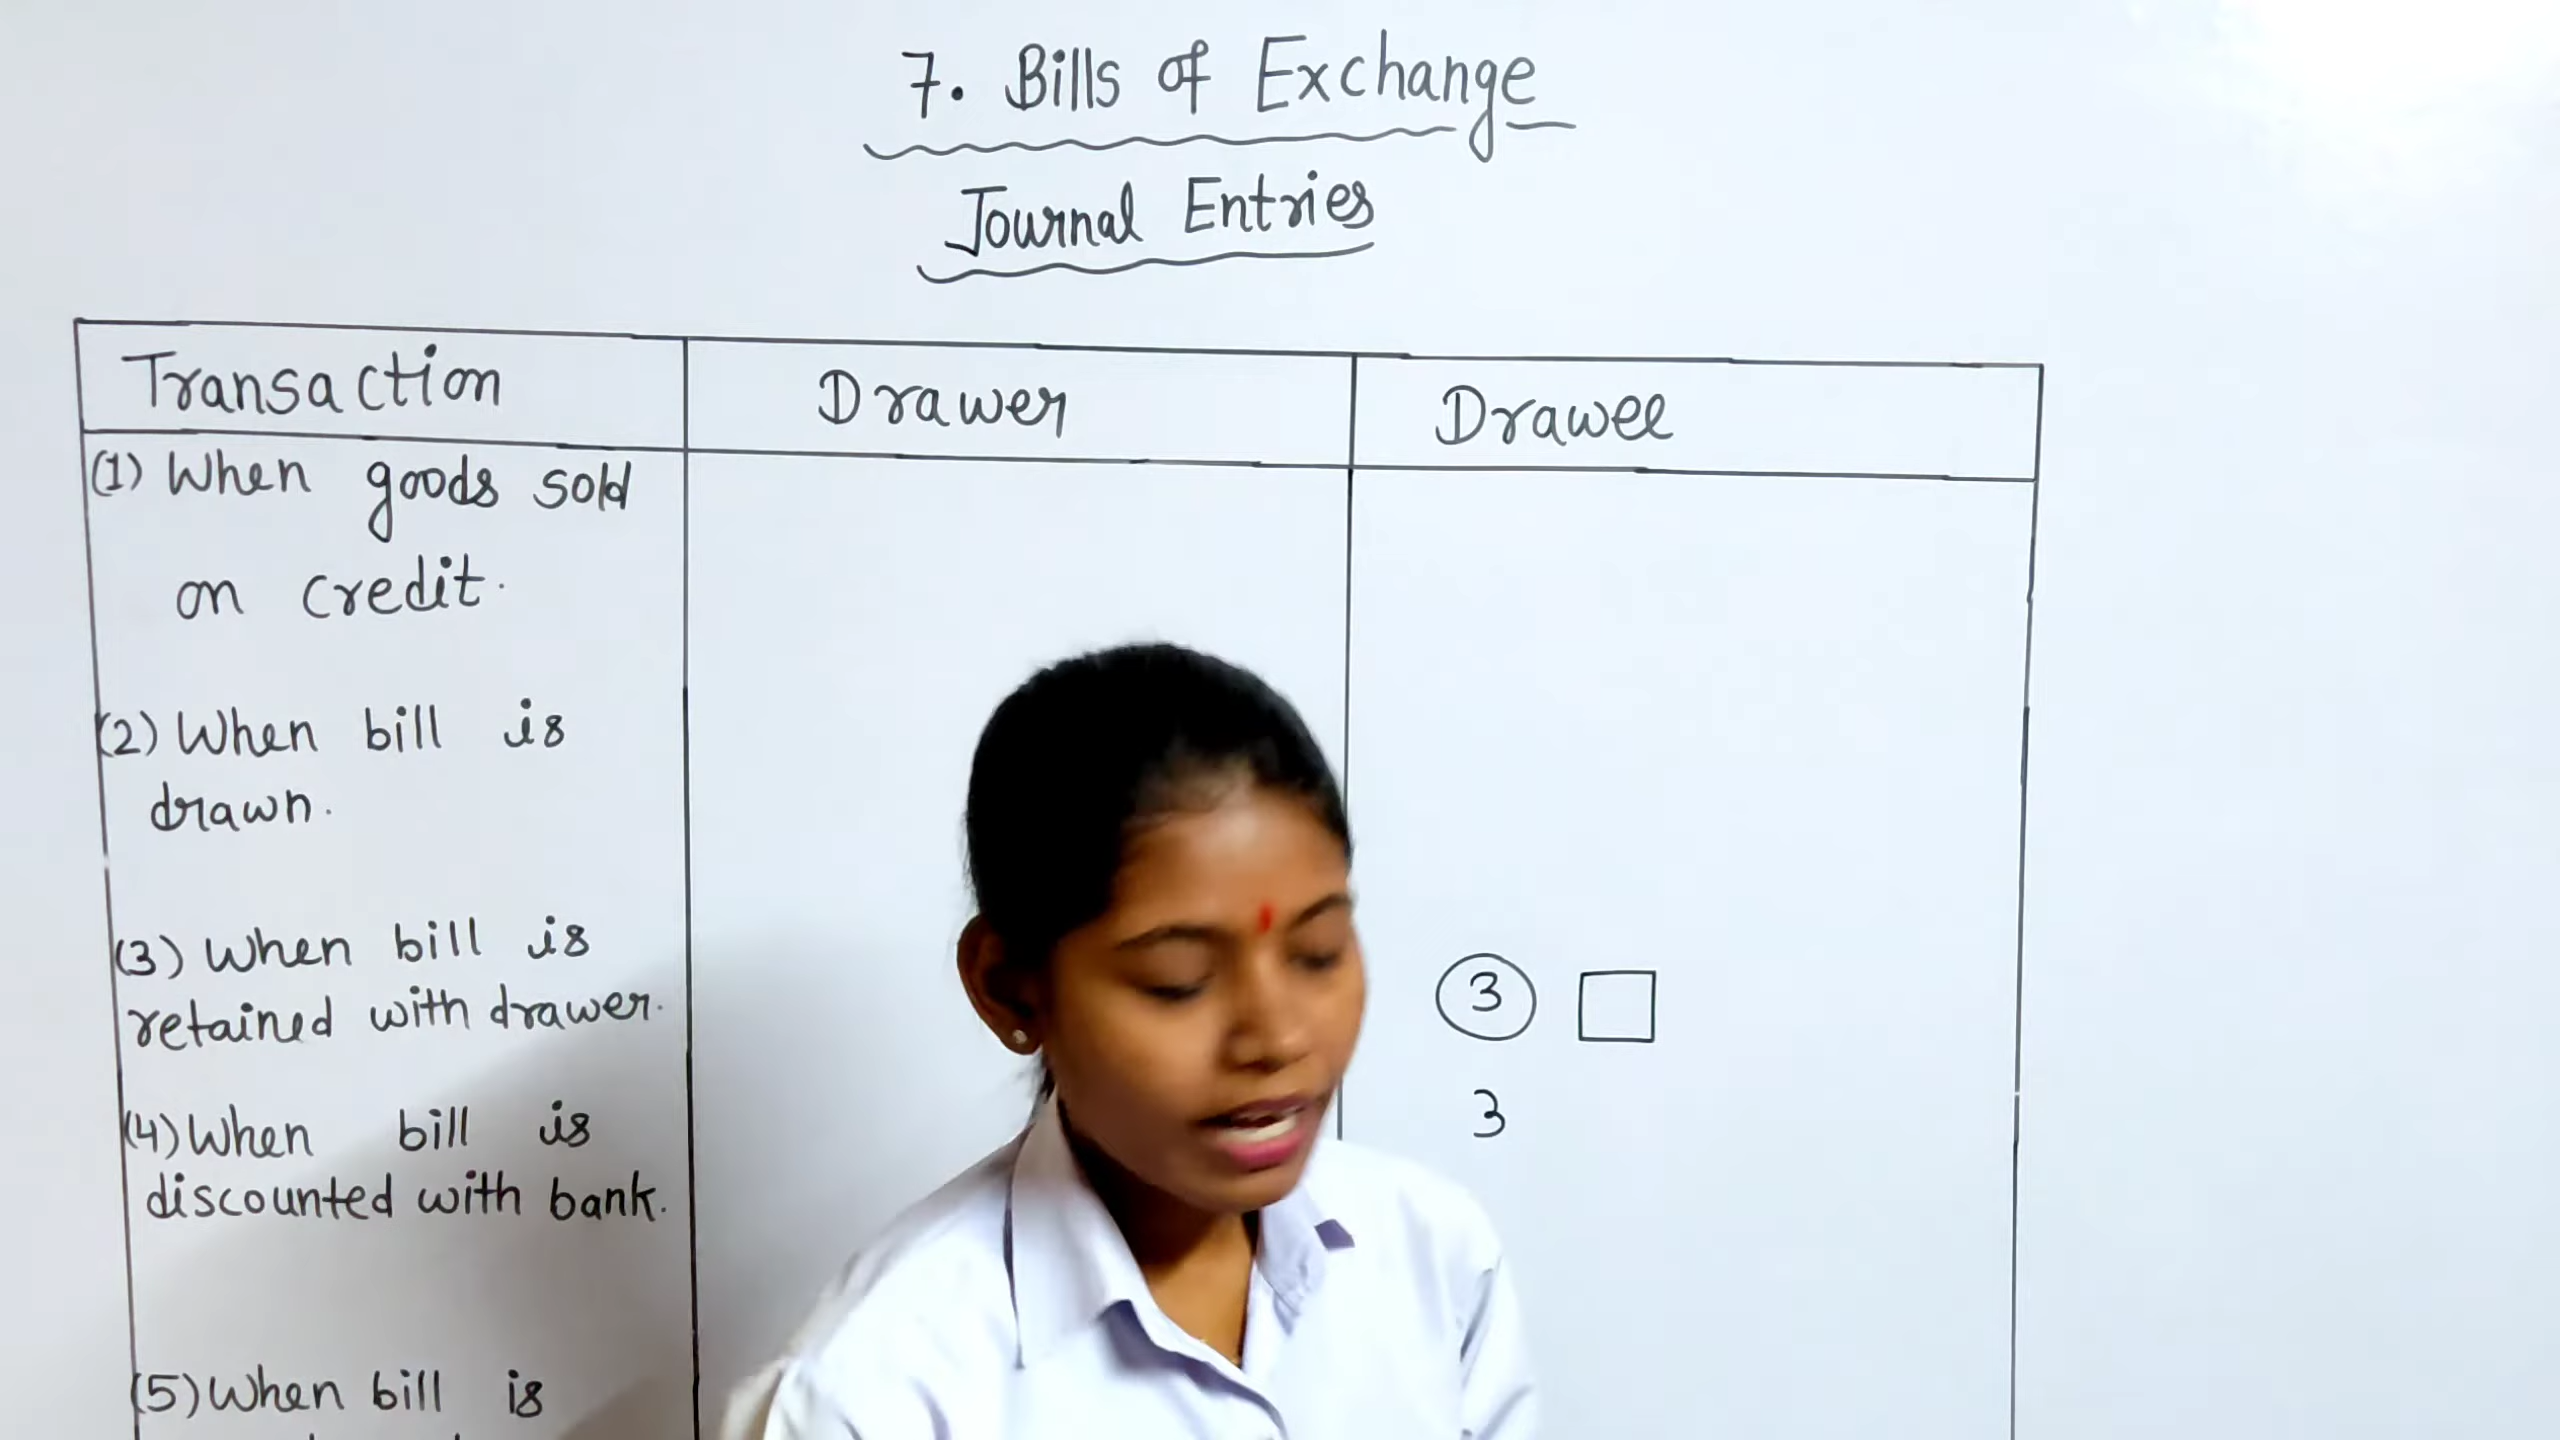 7. Bills of Exchange
Journal Entries
Transaction
Drawer
Drawee
(1) When goods sold
on credit.
(2) When bill is
drawn.
(3) When bill is
retained with drawer.
3
(4) When bill is
discounted with bank.
3
(5) When bill is